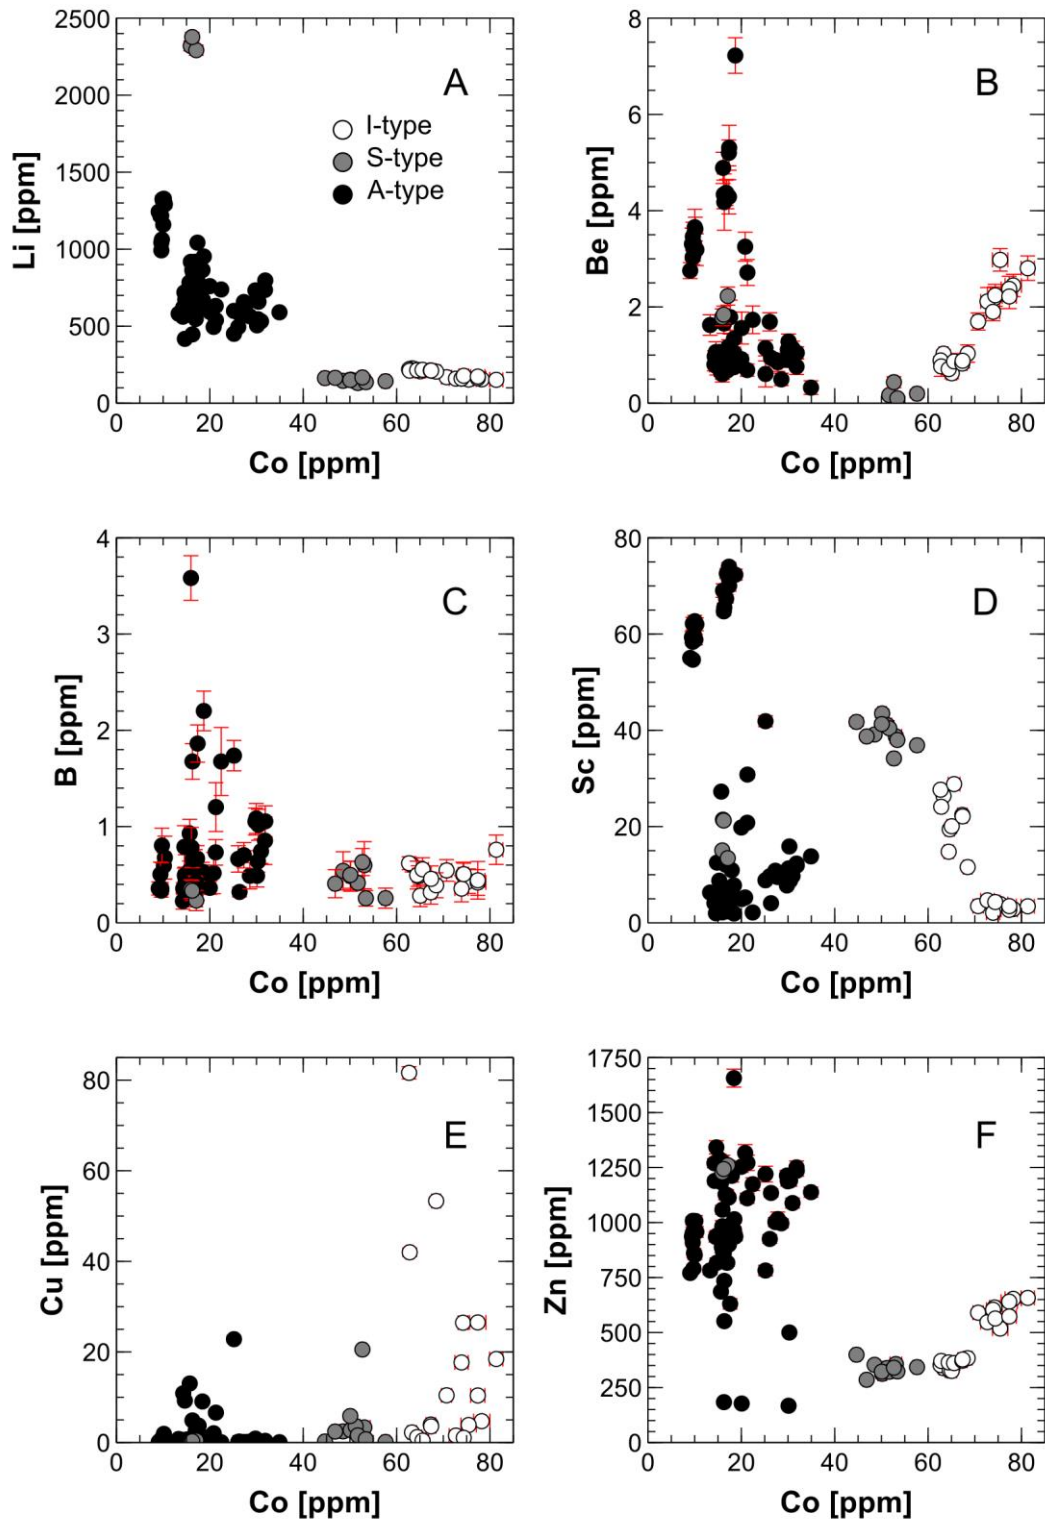 2500
2000
1500
1000
500
0
Li [ppm]
A
I-type
S-type
A-type
0 20 40 60 80
Co [ppm]
8
6
4
2
0
Be [ppm]
B
0 20 40 60 80
Co [ppm]
4
3
2
1
0
B [ppm]
C
0 20 40 60 80
Co [ppm]
80
60
40
20
0
Sc [ppm]
D
0 20 40 60 80
Co [ppm]
80
60
40
20
0
Cu [ppm]
E
0 20 40 60 80
Co [ppm]
1750
1500
1250
1000
750
500
250
0
Zn [ppm]
F
0 20 40 60 80
Co [ppm]